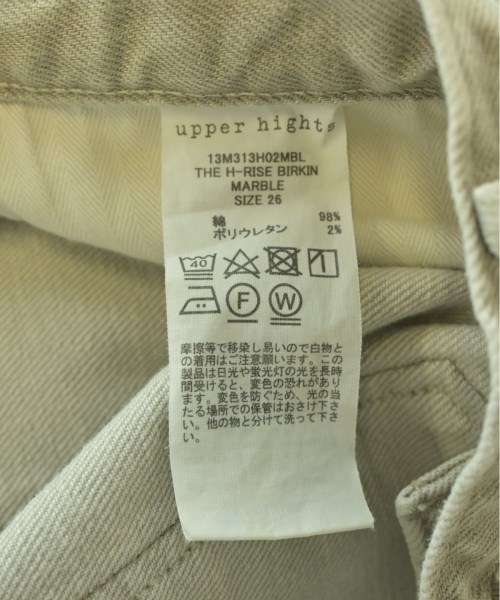 upper hights
13M313H02MBL
THE H-RISE BIRKIN
MARBLE
SIZE 26
綿 98%
ポリウレタン 2%
40
F W
摩擦等で移染し易いので白物と
の着用はご注意願います。この
製品は日光や蛍光灯の光を長時
間受けると、変色の恐れがあり
ます。変色を防ぐため、光の当
たる場所での保管はおさけ下さ
い。他の物と分けて洗って下さ
い。